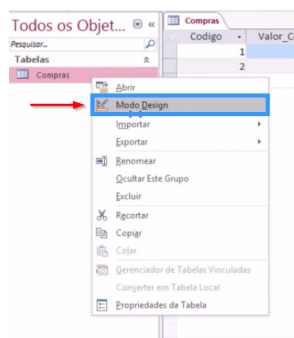 Todos os Objet... «
Pesquisar...
Tabelas
Compras
Compras
Codigo Valor_C
1
2
Abrir
Modo Design
Importar
Exportar
Renomear
Ocultar Este Grupo
Excluir
Recortar
Copiar
Colar
Gerenciador de Tabelas Vinculadas
Converter em Tabela Local
Propriedades da Tabela